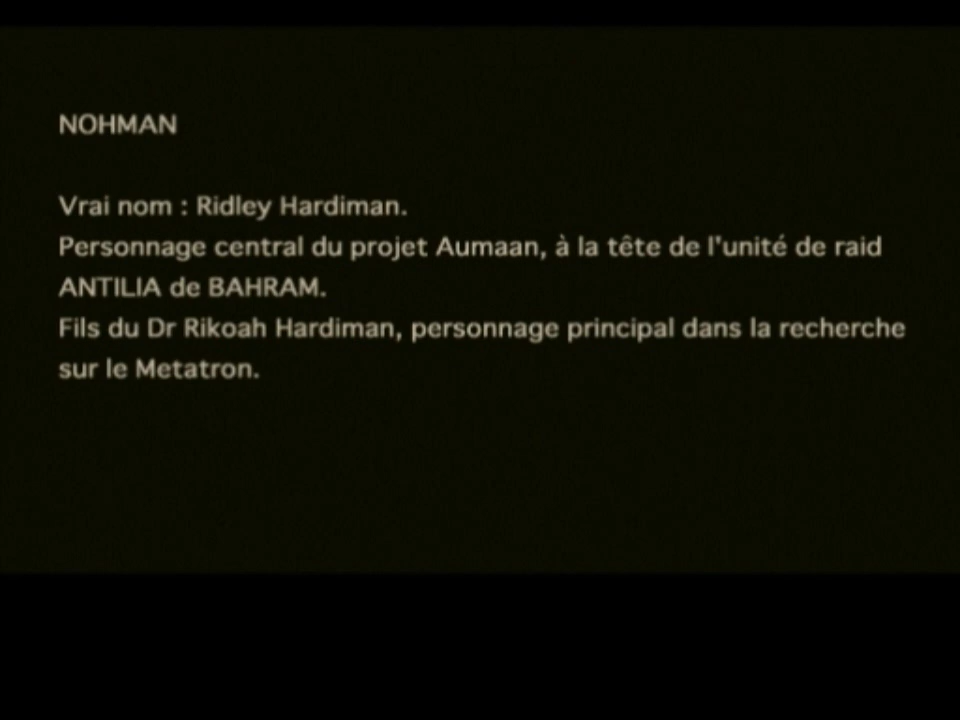 NOHMAN
Vrai nom : Ridley Hardiman.
Personnage central du projet Aumaan, à la tête de l'unité de raid
ANTILIA de BAHRAM.
Fils du Dr Rikoah Hardiman, personnage principal dans la recherche
sur le Metatron.